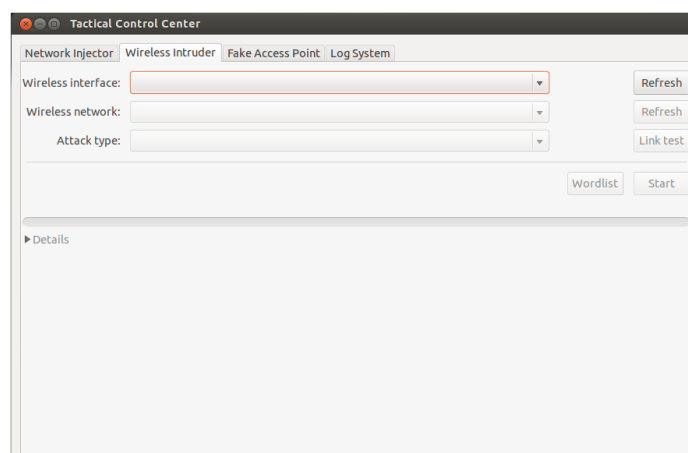 Tactical Control Center
Network Injector Wireless Intruder Fake Access Point Log System
Wireless interface: Refresh
Wireless network: Refresh
Attack type: Link test
Wordlist Start
Details